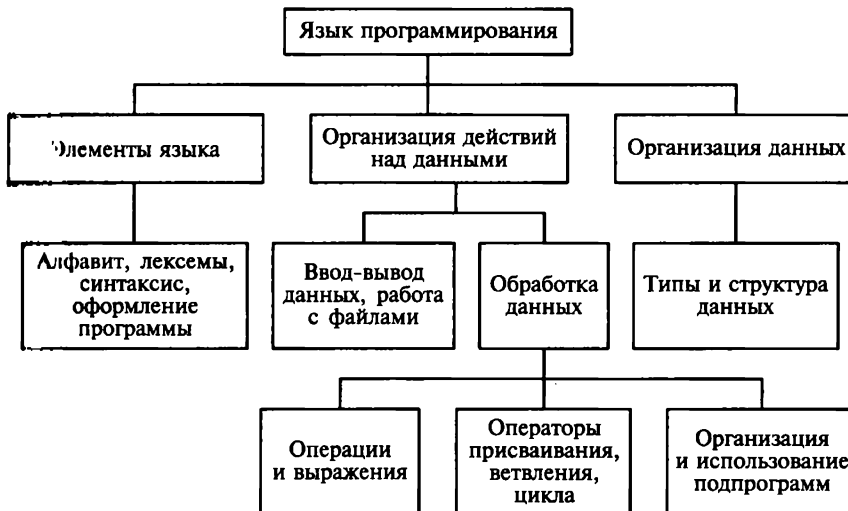 Язык программирования
Элементы языка
Организация действий
над данными
Организация данных
Алфавит, лексемы,
синтаксис,
оформление
программы
Ввод-вывод
данных, работа
с файлами
Обработка
данных
Типы и структура
данных
Операции
и выражения
Операторы
присваивания,
ветвления,
цикла
Организация
и использование
подпрограмм